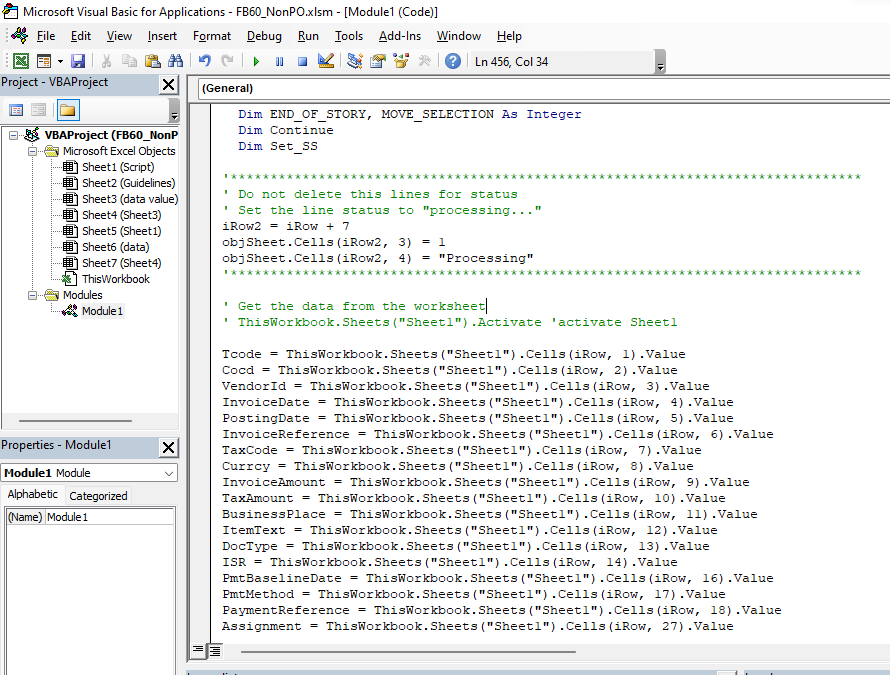 Microsoft Visual Basic for Applications - FB60_NonPO.xlsm - [Module1 (Code)]
File Edit View Insert Format Debug Run Tools Add-Ins Window Help
Ln 456, Col 34
Project - VBAProject
VBAProject (FB60_NonP
Microsoft Excel Objects
Sheet1 (Script)
Sheet2 (Guidelines)
Sheet3 (data value)
Sheet4 (Sheet3)
Sheet5 (Sheet1)
Sheet6 (data)
Sheet7 (Sheet4)
ThisWorkbook
Modules
Module1
Properties - Module1
Module1 Module
Alphabetic Categorized
(Name) Module1
(General)
Dim END_OF_STORY, MOVE_SELECTION As Integer
Dim Continue
Dim Set_SS
'*******************************************************************************
' Do not delete this lines for status
' Set the line status to "processing..."
iRow2 = iRow + 7
objSheet.Cells(iRow2, 3) = 1
objSheet.Cells(iRow2, 4) = "Processing"
'*******************************************************************************
' Get the data from the worksheet
' ThisWorkbook.Sheets("Sheet1").Activate 'activate Sheet1
Tcode = ThisWorkbook.Sheets("Sheet1").Cells(iRow, 1).Value
Cocd = ThisWorkbook.Sheets("Sheet1").Cells(iRow, 2).Value
VendorId = ThisWorkbook.Sheets("Sheet1").Cells(iRow, 3).Value
InvoiceDate = ThisWorkbook.Sheets("Sheet1").Cells(iRow, 4).Value
PostingDate = ThisWorkbook.Sheets("Sheet1").Cells(iRow, 5).Value
InvoiceReference = ThisWorkbook.Sheets("Sheet1").Cells(iRow, 6).Value
TaxCode = ThisWorkbook.Sheets("Sheet1").Cells(iRow, 7).Value
Currcy = ThisWorkbook.Sheets("Sheet1").Cells(iRow, 8).Value
InvoiceAmount = ThisWorkbook.Sheets("Sheet1").Cells(iRow, 9).Value
TaxAmount = ThisWorkbook.Sheets("Sheet1").Cells(iRow, 10).Value
BusinessPlace = ThisWorkbook.Sheets("Sheet1").Cells(iRow, 11).Value
ItemText = ThisWorkbook.Sheets("Sheet1").Cells(iRow, 12).Value
DocType = ThisWorkbook.Sheets("Sheet1").Cells(iRow, 13).Value
ISR = ThisWorkbook.Sheets("Sheet1").Cells(iRow, 14).Value
PmtBaselineDate = ThisWorkbook.Sheets("Sheet1").Cells(iRow, 16).Value
PmtMethod = ThisWorkbook.Sheets("Sheet1").Cells(iRow, 17).Value
PaymentReference = ThisWorkbook.Sheets("Sheet1").Cells(iRow, 18).Value
Assignment = ThisWorkbook.Sheets("Sheet1").Cells(iRow, 27).Value